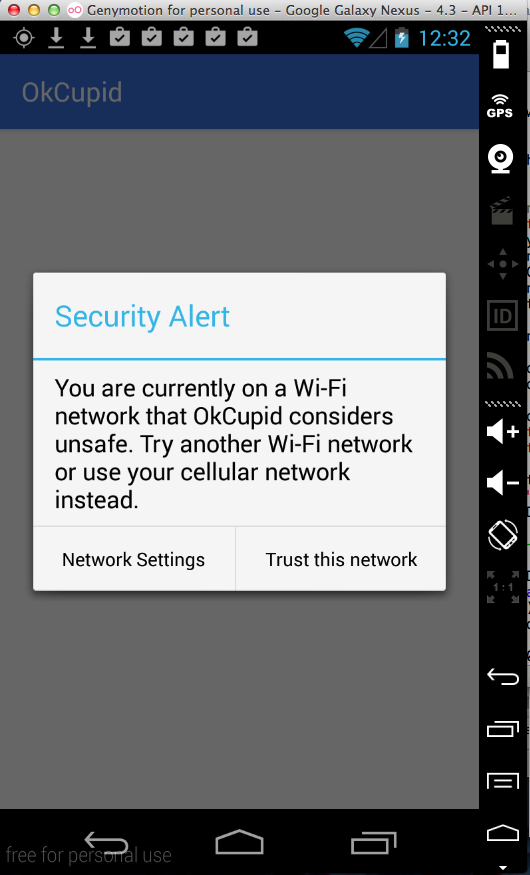 Genymotion for personal use - Google Galaxy Nexus - 4.3 - API 1...
12:32
OkCupid
GPS
ID
Security Alert
You are currently on a Wi-Fi
network that OkCupid considers
unsafe. Try another Wi-Fi network
or use your cellular network
instead.
Network Settings
Trust this network
1:1
free for personal use